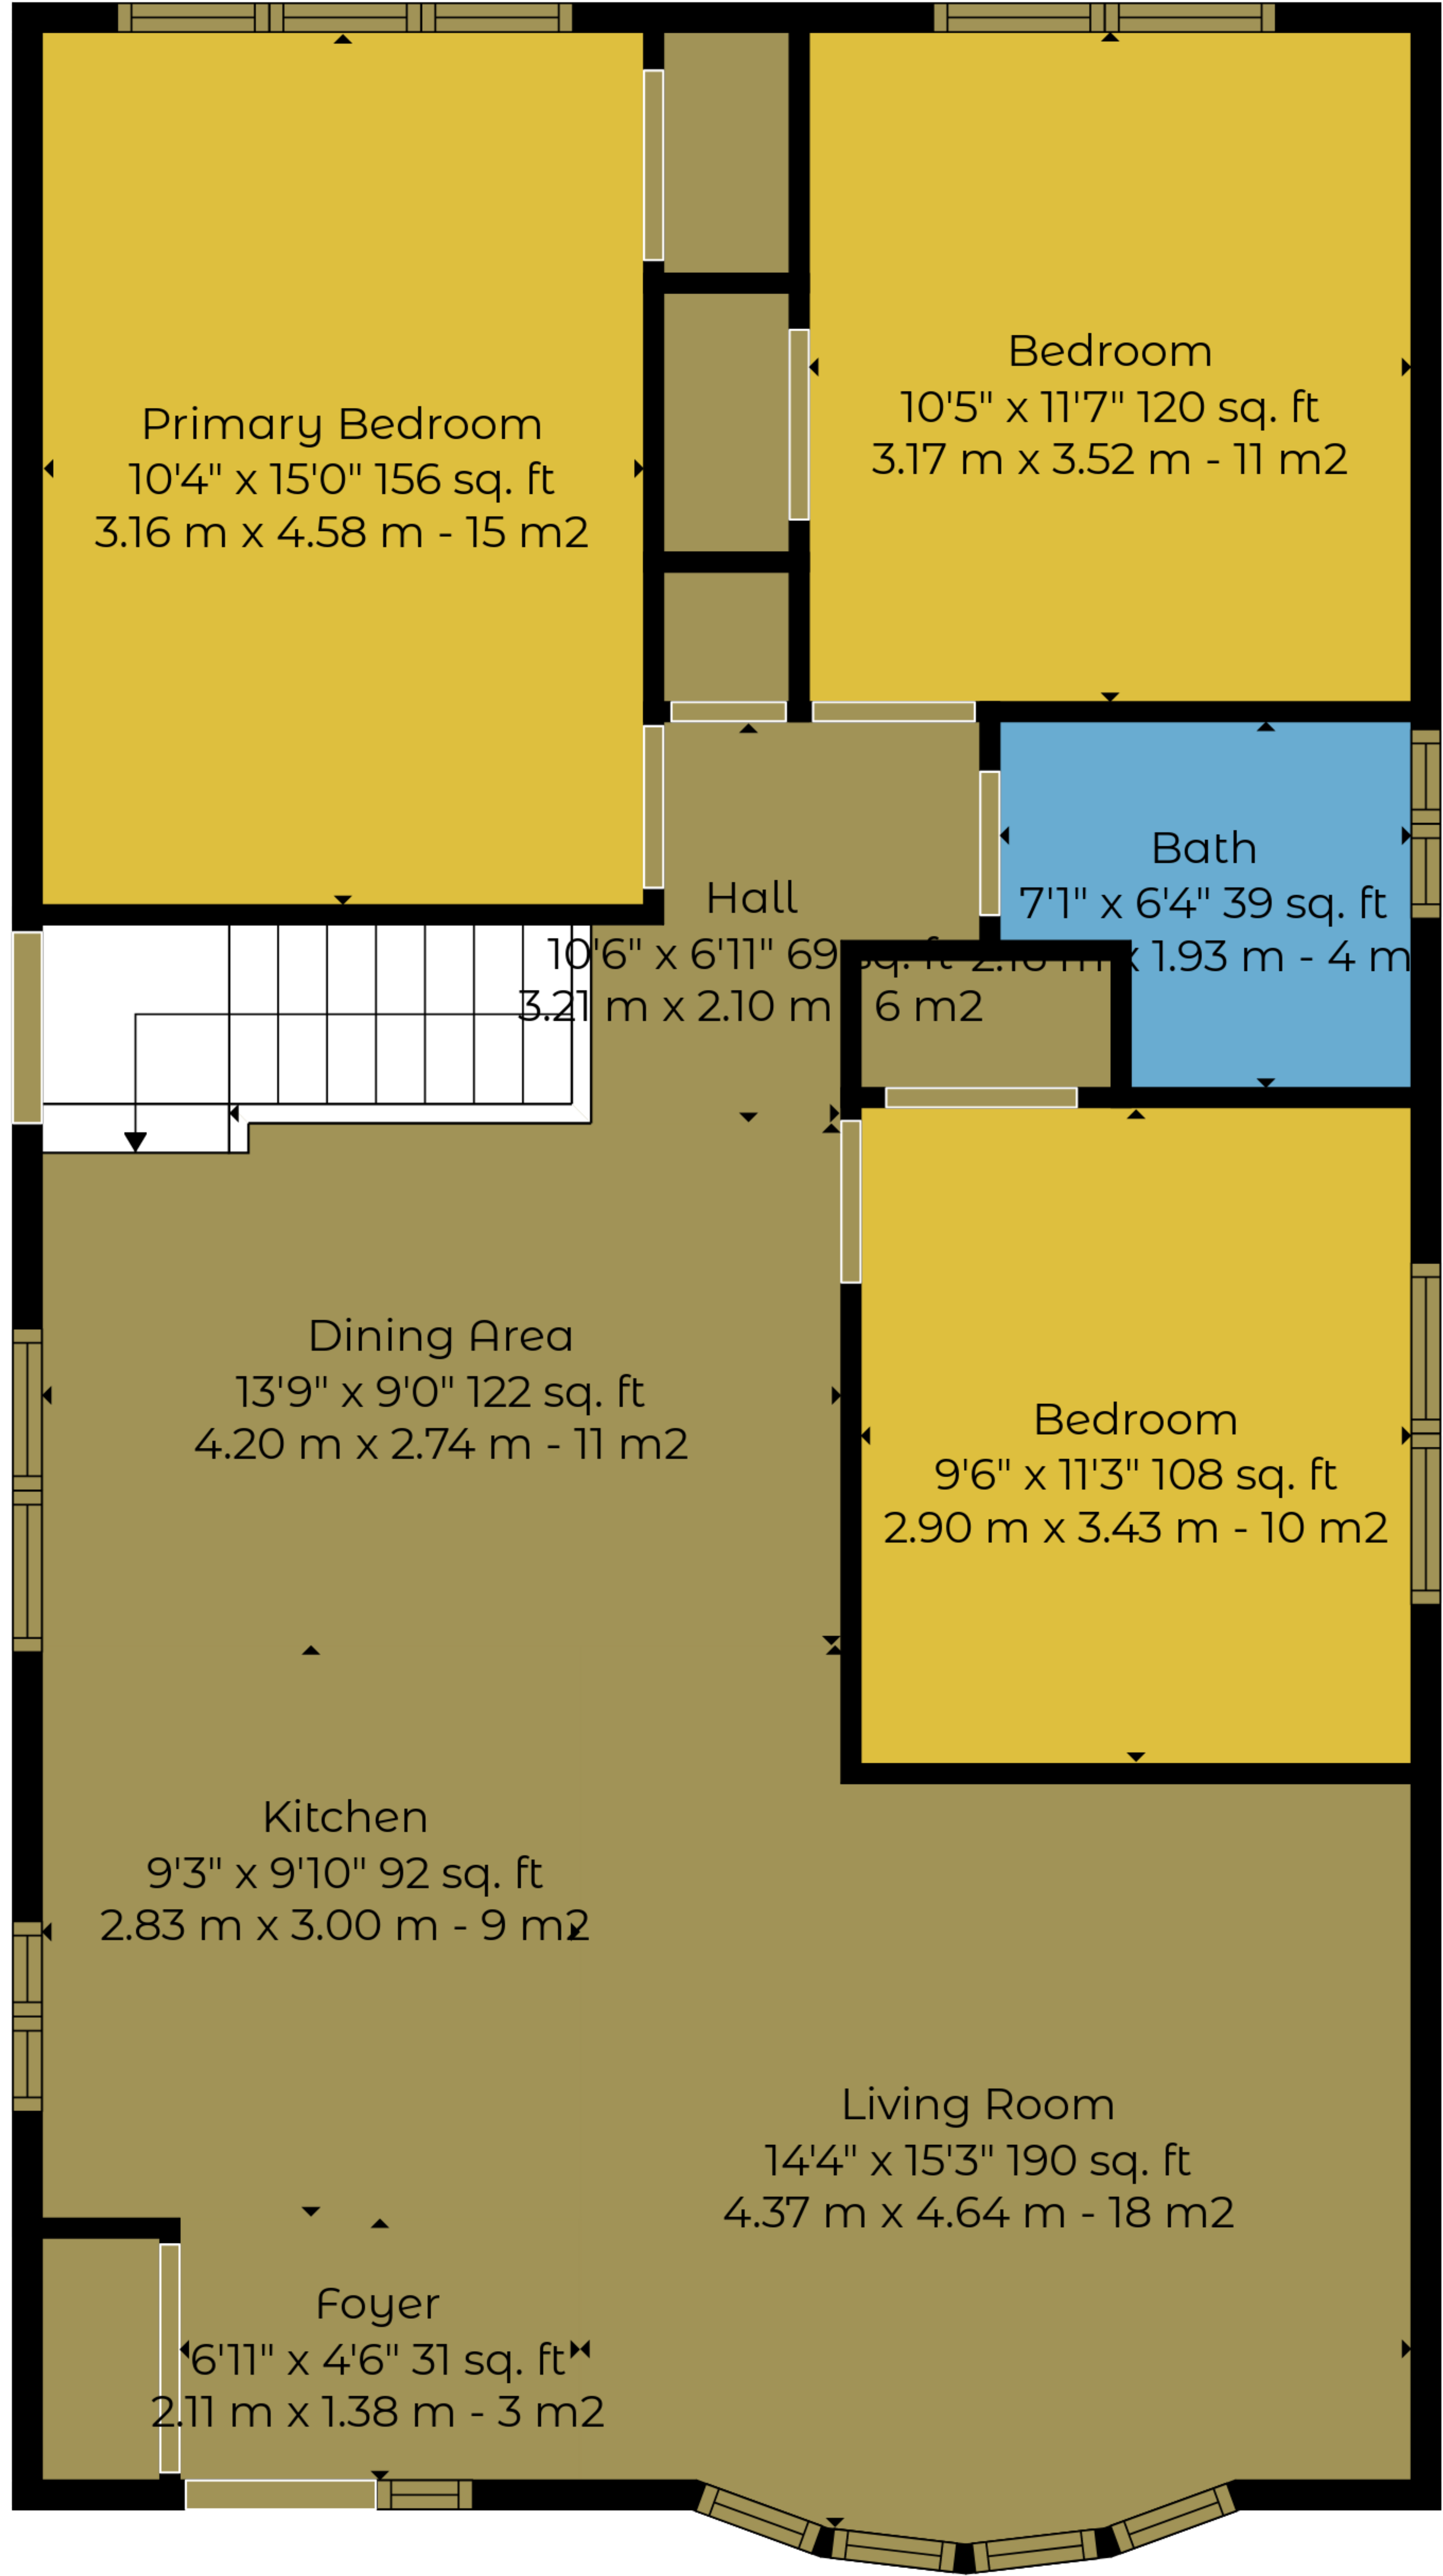 Bedroom
10'5" x 11'7" 120 sq. ft
3.17 m x 3.52 m - 11 m2
Primary Bedroom
10'4" x 15'0" 156 sq. ft
3.16 m x 4.58 m - 15 m2
Bath
7'1" x 6'4" 39 sq. ft
x 1.93 m - 4 m
Hall
10'6" x 6'11" 69 sq. ft
3.21 m x 2.10 m 6 m2
Dining Area
13'9" x 9'0" 122 sq. ft
4.20 m x 2.74 m - 11 m2
Bedroom
9'6" x 11'3" 108 sq. ft
2.90 m x 3.43 m - 10 m2
Kitchen
9'3" x 9'10" 92 sq. ft
2.83 m x 3.00 m - 9 m2
Living Room
14'4" x 15'3" 190 sq. ft
4.37 m x 4.64 m - 18 m2
Foyer
6'11" x 4'6" 31 sq. ft
2.11 m x 1.38 m - 3 m2